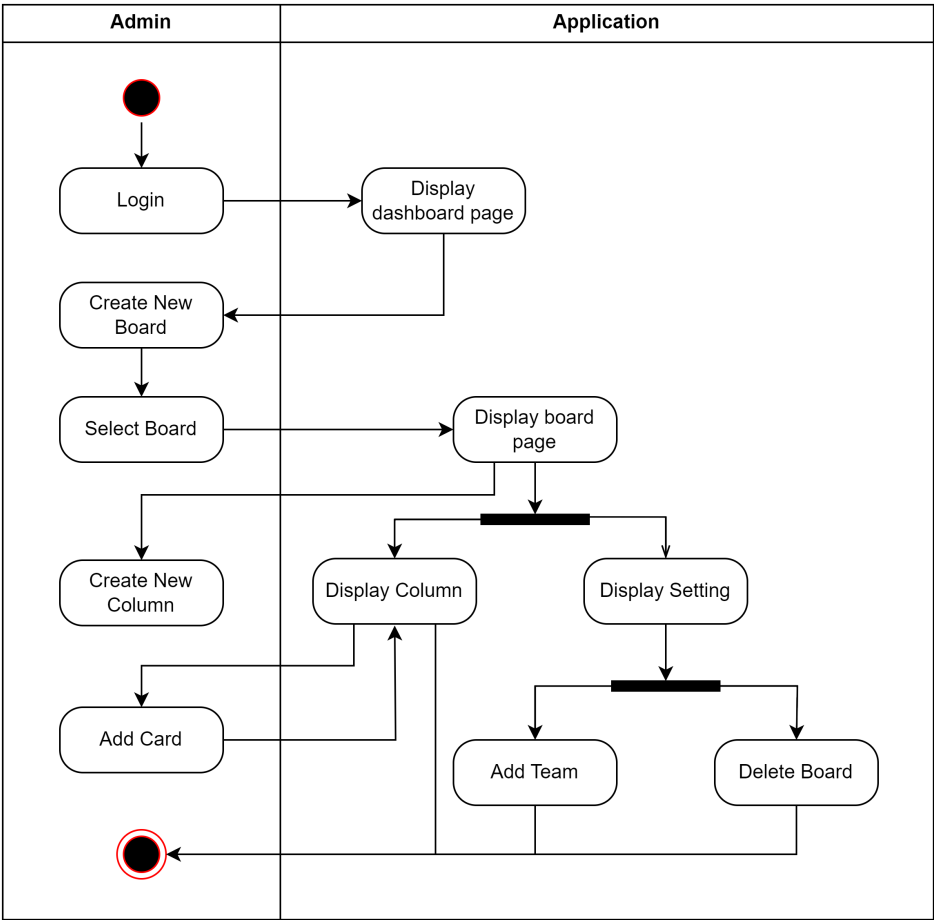 Admin
Application
Login
Display
dashboard page
Create New
Board
Select Board
Display board
page
Create New
Column
Display Column
Display Setting
Add Card
Add Team
Delete Board